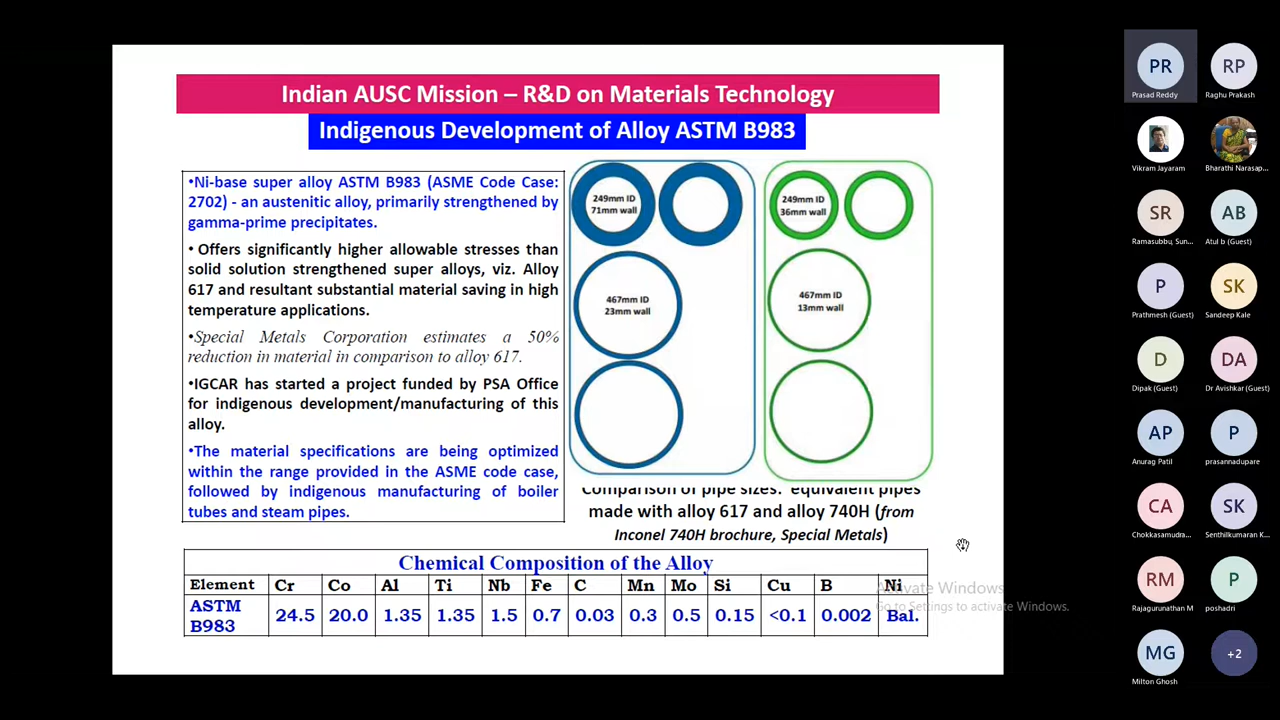 Indian AUSC Mission – R&D on Materials Technology
Indigenous Development of Alloy ASTM B983
•Ni-base super alloy ASTM B983 (ASME Code Case:
2702) - an austenitic alloy, primarily strengthened by
gamma-prime precipitates.
• Offers significantly higher allowable stresses than
solid solution strengthened super alloys, viz. Alloy
617 and resultant substantial material saving in high
temperature applications.
•Special Metals Corporation estimates a 50%
reduction in material in comparison to alloy 617.
•IGCAR has started a project funded by PSA Office
for indigenous development/manufacturing of this
alloy.
•The material specifications are being optimized
within the range provided in the ASME code case,
followed by indigenous manufacturing of boiler
tubes and steam pipes.
249mm ID
71mm wall
467mm ID
23mm wall
249mm ID
36mm wall
467mm ID
13mm wall
Comparison of pipe sizes: equivalent pipes
made with alloy 617 and alloy 740H (from
Inconel 740H brochure, Special Metals)
Chemical Composition of the Alloy
Element Cr Co Al Ti Nb Fe C Mn Mo Si Cu B Ni
ASTM B983 24.5 20.0 1.35 1.35 1.5 0.7 0.03 0.3 0.5 0.15 <0.1 0.002 Bal.
Activate Windows
Go to Settings to activate Windows.
PR
Prasad Reddy
RP
Raghu Prakash
Vikram Jayaram
Bharathi Narasap...
SR
Ramasubbu, Sun...
AB
Atul b (Guest)
P
Prathmesh (Guest)
SK
Sandeep Kale
D
Dipak (Guest)
DA
Dr Avishkar (Guest)
AP
Anurag Patil
P
prasannadupare
CA
Chokkasamudra...
SK
Senthilkumaran K...
RM
Rajagurunathan M
P
poshadri
MG
Milton Ghosh
+2